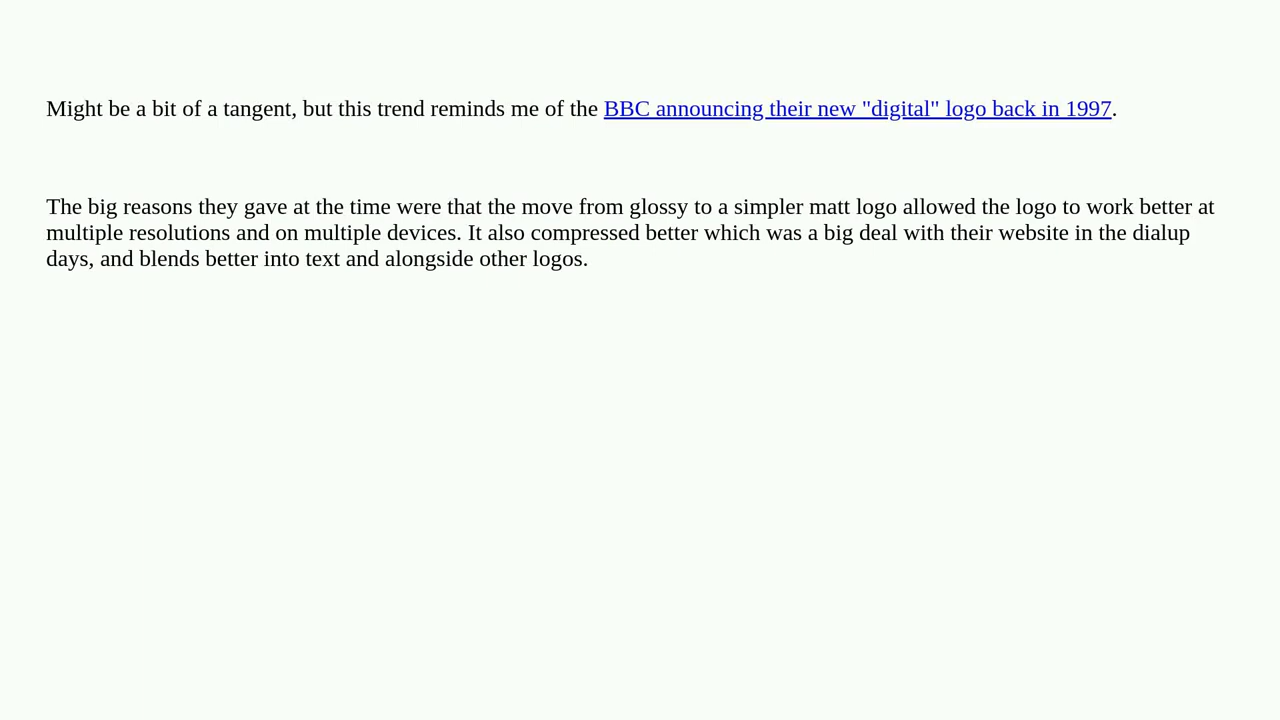 Might be a bit of a tangent, but this trend reminds me of the BBC announcing their new "digital" logo back in 1997.
The big reasons they gave at the time were that the move from glossy to a simpler matt logo allowed the logo to work better at
multiple resolutions and on multiple devices. It also compressed better which was a big deal with their website in the dialup
days, and blends better into text and alongside other logos.